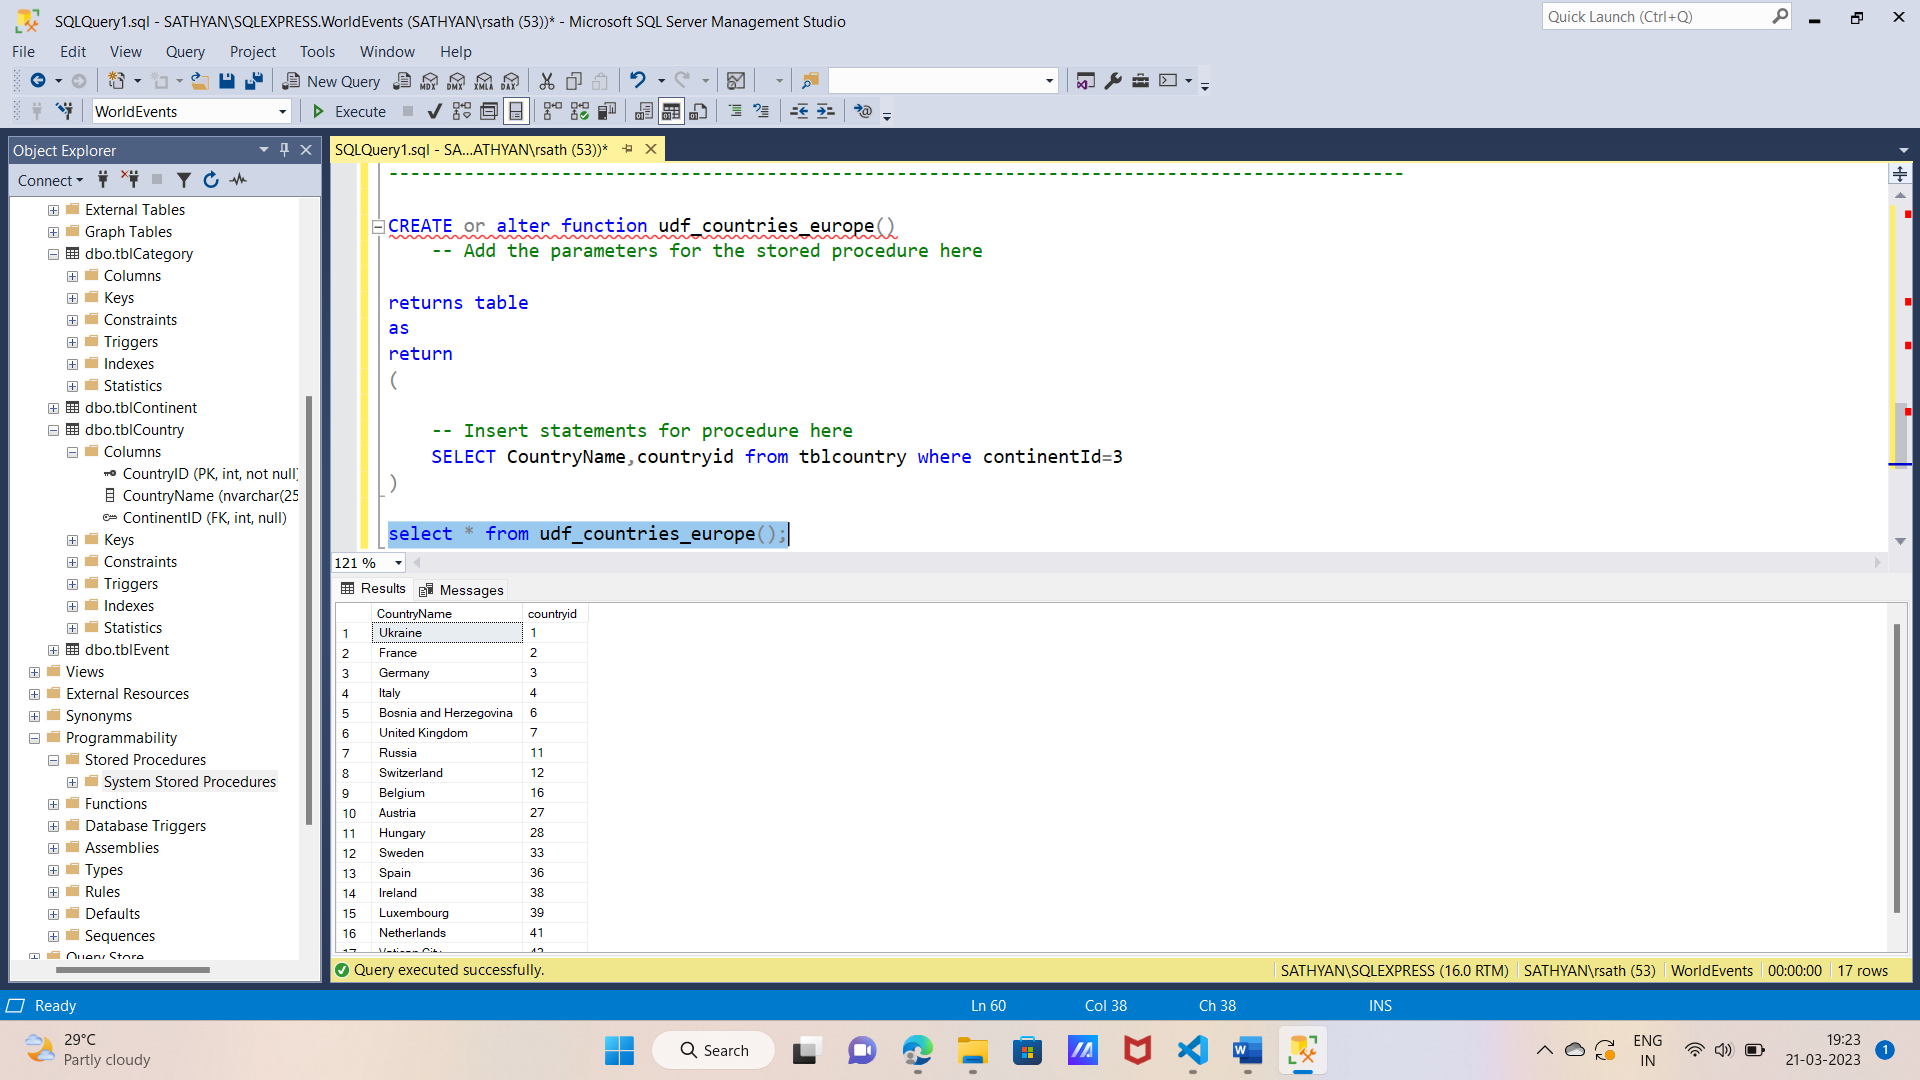 SQLQuery1.sql - SATHYAN\SQLEXPRESS.WorldEvents (SATHYAN\rsath (53))* - Microsoft SQL Server Management Studio
Quick Launch (Ctrl+Q)
File Edit View Query Project Tools Window Help
New Query MDX DMX XMLA DAX
WorldEvents Execute
Object Explorer
Connect
External Tables
Graph Tables
dbo.tblCategory
Columns
Keys
Constraints
Triggers
Indexes
Statistics
dbo.tblContinent
dbo.tblCountry
Columns
CountryID (PK, int, not null)
CountryName (nvarchar(25
ContinentID (FK, int, null)
Keys
Constraints
Triggers
Indexes
Statistics
dbo.tblEvent
Views
External Resources
Synonyms
Programmability
Stored Procedures
System Stored Procedures
Functions
Database Triggers
Assemblies
Types
Rules
Defaults
Sequences
Query Store
SQLQuery1.sql - SA...ATHYAN\rsath (53))*
CREATE or alter function udf_countries_europe()
-- Add the parameters for the stored procedure here
returns table
as
return
(
-- Insert statements for procedure here
SELECT CountryName,countryid from tblcountry where continentId=3
)
select * from udf_countries_europe();
121 %
Results Messages
CountryName countryid
1 Ukraine 1
2 France 2
3 Germany 3
4 Italy 4
5 Bosnia and Herzegovina 6
6 United Kingdom 7
7 Russia 11
8 Switzerland 12
9 Belgium 16
10 Austria 27
11 Hungary 28
12 Sweden 33
13 Spain 36
14 Ireland 38
15 Luxembourg 39
16 Netherlands 41
17 Vatican City
Query executed successfully. SATHYAN\SQLEXPRESS (16.0 RTM) SATHYAN\rsath (53) WorldEvents 00:00:00 17 rows
Ready Ln 60 Col 38 Ch 38 INS
29°C
Partly cloudy
Search
ENG
IN
19:23
21-03-2023
1